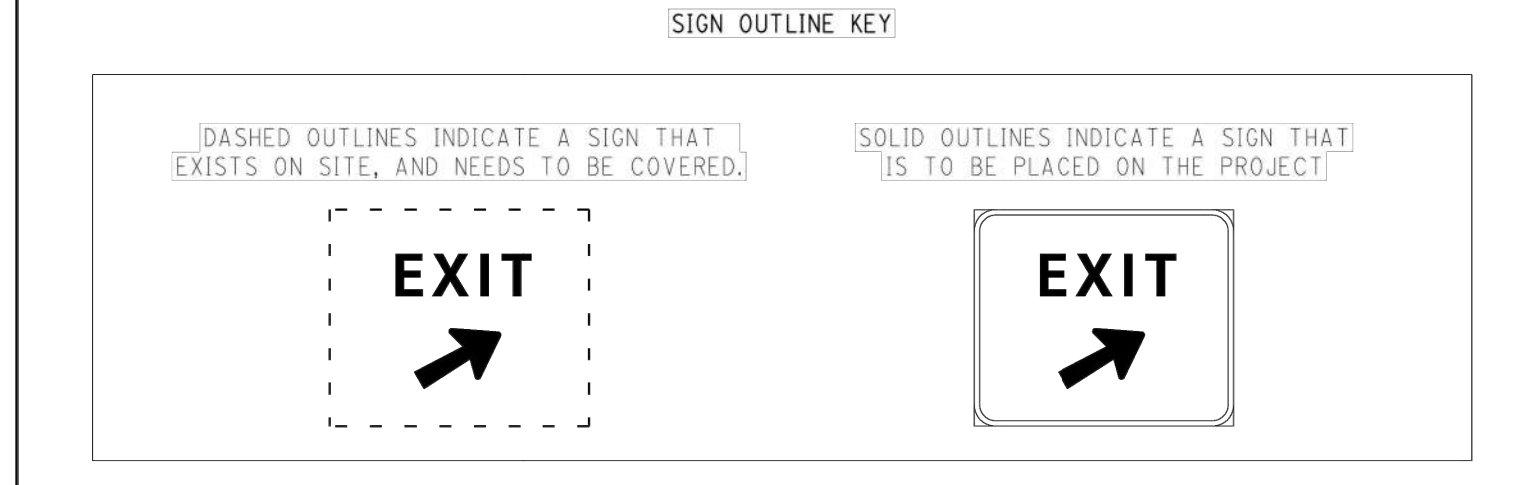 SIGN OUTLINE KEY
DASHED OUTLINES INDICATE A SIGN THAT
EXISTS ON SITE, AND NEEDS TO BE COVERED.
SOLID OUTLINES INDICATE A SIGN THAT
IS TO BE PLACED ON THE PROJECT
EXIT
EXIT